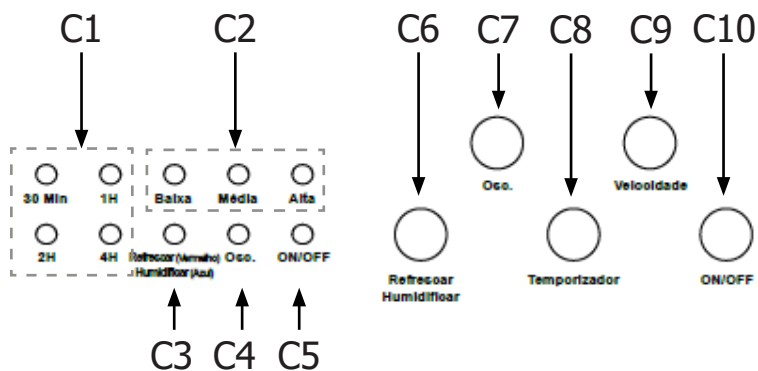 C1 C2 C6 C7 C8 C9 C10
30 Min 1H Baixa Média Alta
Osc. Velocidade
2H 4H Refrescar (Vermelho) Osc. ON/OFF
Humidificar (Azul)
Refrescar Temporizador ON/OFF
Humidificar
C3 C4 C5